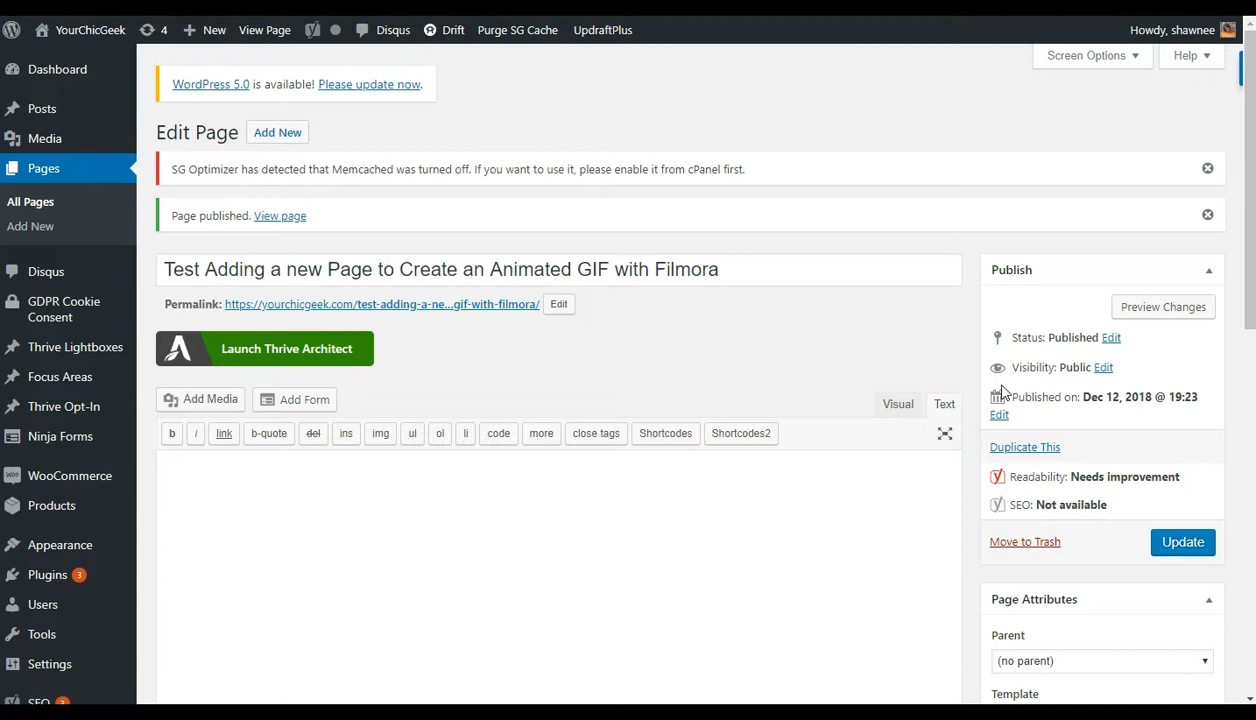 YourChicGeek 4 New View Page Disqus Drift Purge SG Cache UpdraftPlus Howdy, shawnee
Screen Options Help
Dashboard
Posts
Media
Pages
All Pages
Add New
Disqus
GDPR Cookie
Consent
Thrive Lightboxes
Focus Areas
Thrive Opt-In
Ninja Forms
WooCommerce
Products
Appearance
Plugins 3
Users
Tools
Settings
WordPress 5.0 is available! Please update now.
Edit Page Add New
SG Optimizer has detected that Memcached was turned off. If you want to use it, please enable it from cPanel first.
Page published. View page
Test Adding a new Page to Create an Animated GIF with Filmora
Permalink: https://yourchicgeek.com/test-adding-a-ne...gif-with-filmora/ Edit
Launch Thrive Architect
Add Media Add Form
Visual Text
b i link b-quote del ins img ul ol li code more close tags Shortcodes Shortcodes2
Publish
Preview Changes
Status: Published Edit
Visibility: Public Edit
Published on: Dec 12, 2018 @ 19:23
Edit
Duplicate This
Readability: Needs improvement
SEO: Not available
Move to Trash Update
Page Attributes
Parent
(no parent)
Template